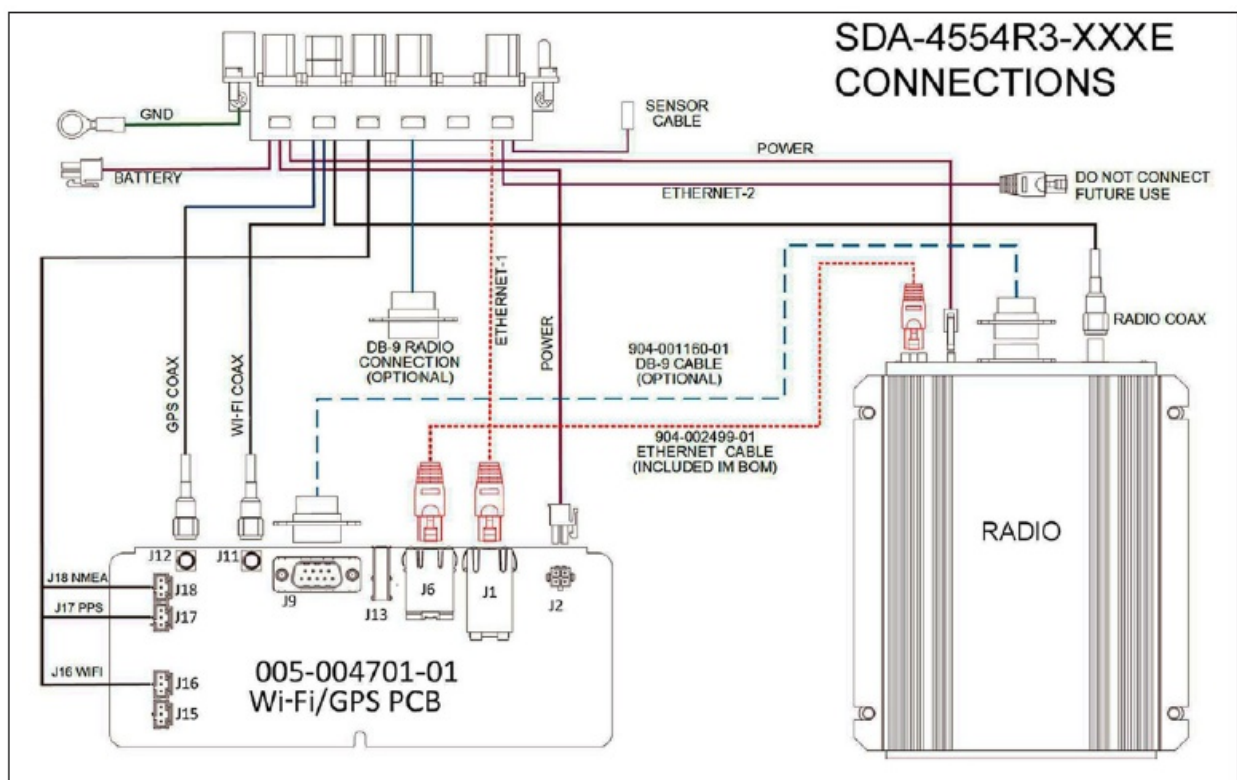 SDA-4554R3-XXXE
CONNECTIONS
GND
SENSOR
CABLE
POWER
BATTERY
ETHERNET-2
DO NOT CONNECT
FUTURE USE
ETHERNET-1
RADIO COAX
DB-9 RADIO
CONNECTION
(OPTIONAL)
904-001160-01
DB-9 CABLE
(OPTIONAL)
POWER
GPS COAX
WI-FI COAX
904-002499-01
ETHERNET CABLE
(INCLUDED IM BOM)
RADIO
J12
J11
J18 NMEA
J18
J9
J13
J6
J1
J2
J17 PPS
J17
J16 WIFI
J16
J15
005-004701-01
Wi-Fi/GPS PCB